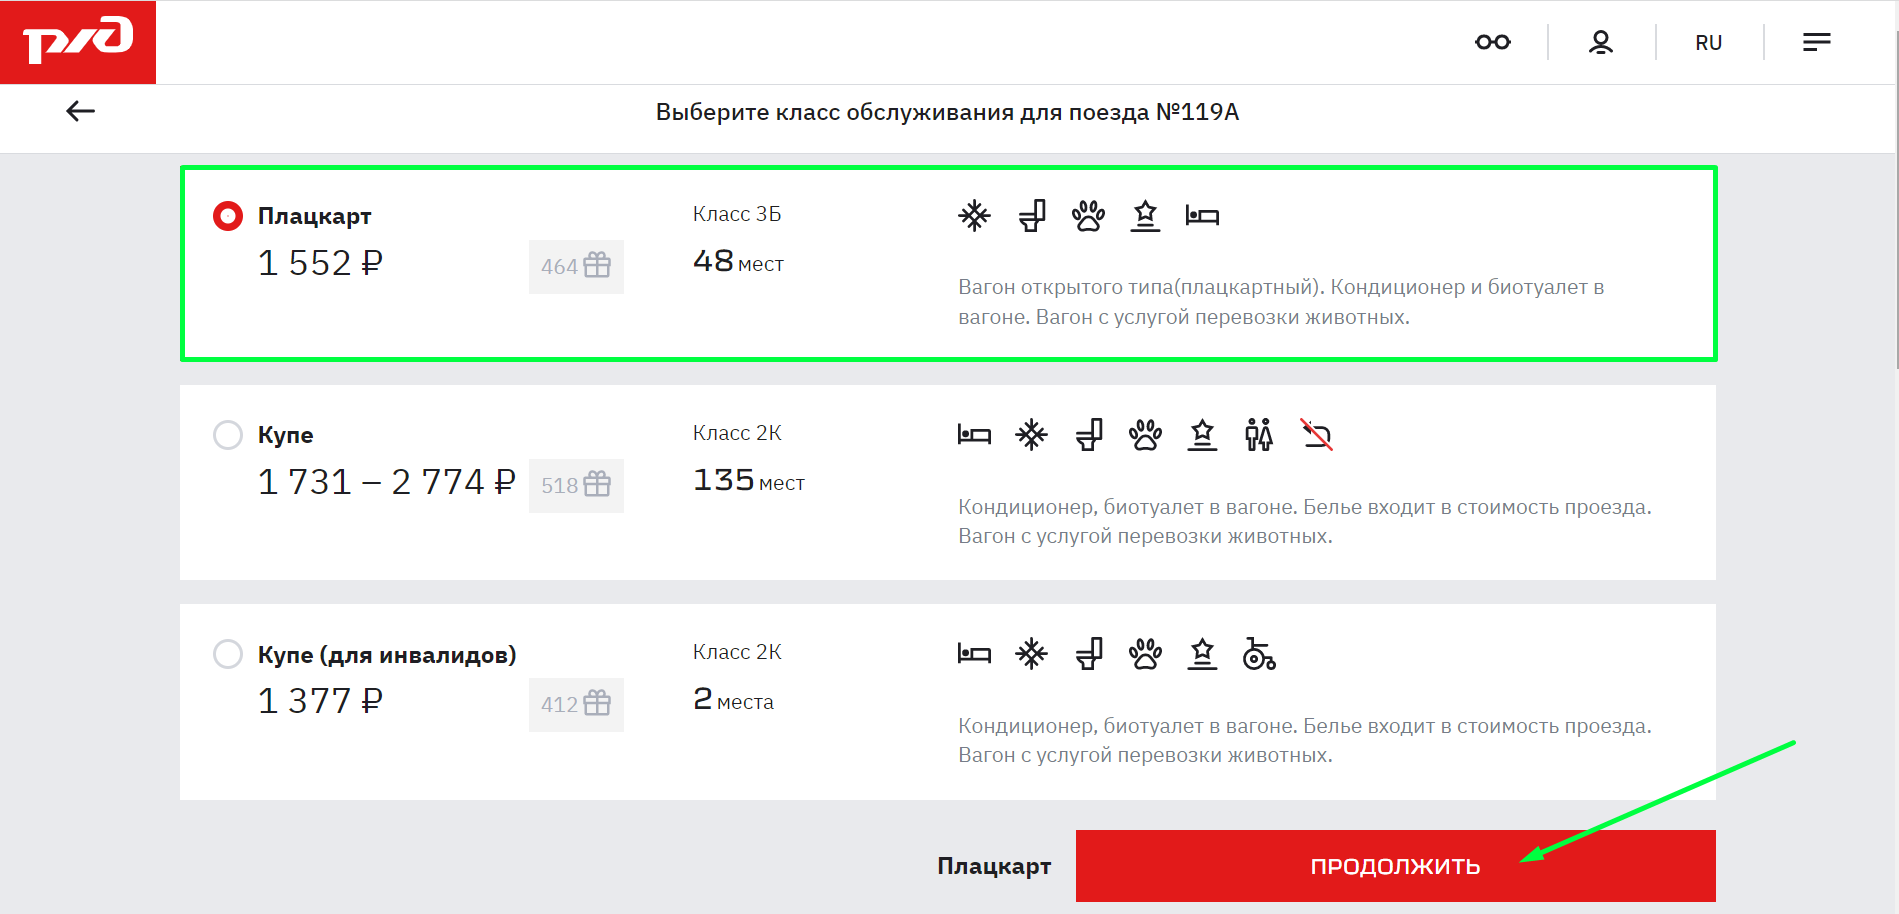 РЖД
RU
Выберите класс обслуживания для поезда №119А
Плацкарт
1 552 ₽
464
Класс 3Б
48 мест
Вагон открытого типа(плацкартный). Кондиционер и биотуалет в
вагоне. Вагон с услугой перевозки животных.
Купе
1 731 – 2 774 ₽
518
Класс 2К
135 мест
Кондиционер, биотуалет в вагоне. Белье входит в стоимость проезда.
Вагон с услугой перевозки животных.
Купе (для инвалидов)
1 377 ₽
412
Класс 2К
2 места
Кондиционер, биотуалет в вагоне. Белье входит в стоимость проезда.
Вагон с услугой перевозки животных.
Плацкарт
ПРОДОЛЖИТЬ